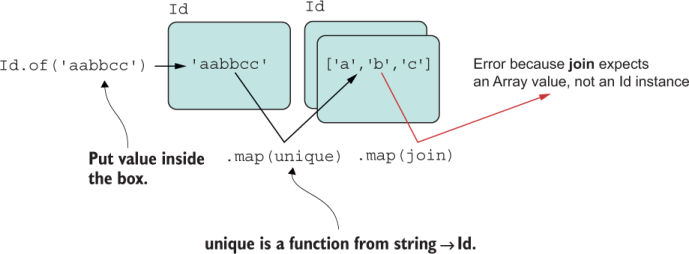 Id
Id
Id.of('aabbcc')
'aabbcc'
['a','b','c']
Error because join expects
an Array value, not an Id instance
Put value inside
the box.
.map(unique)
.map(join)
unique is a function from string→Id.